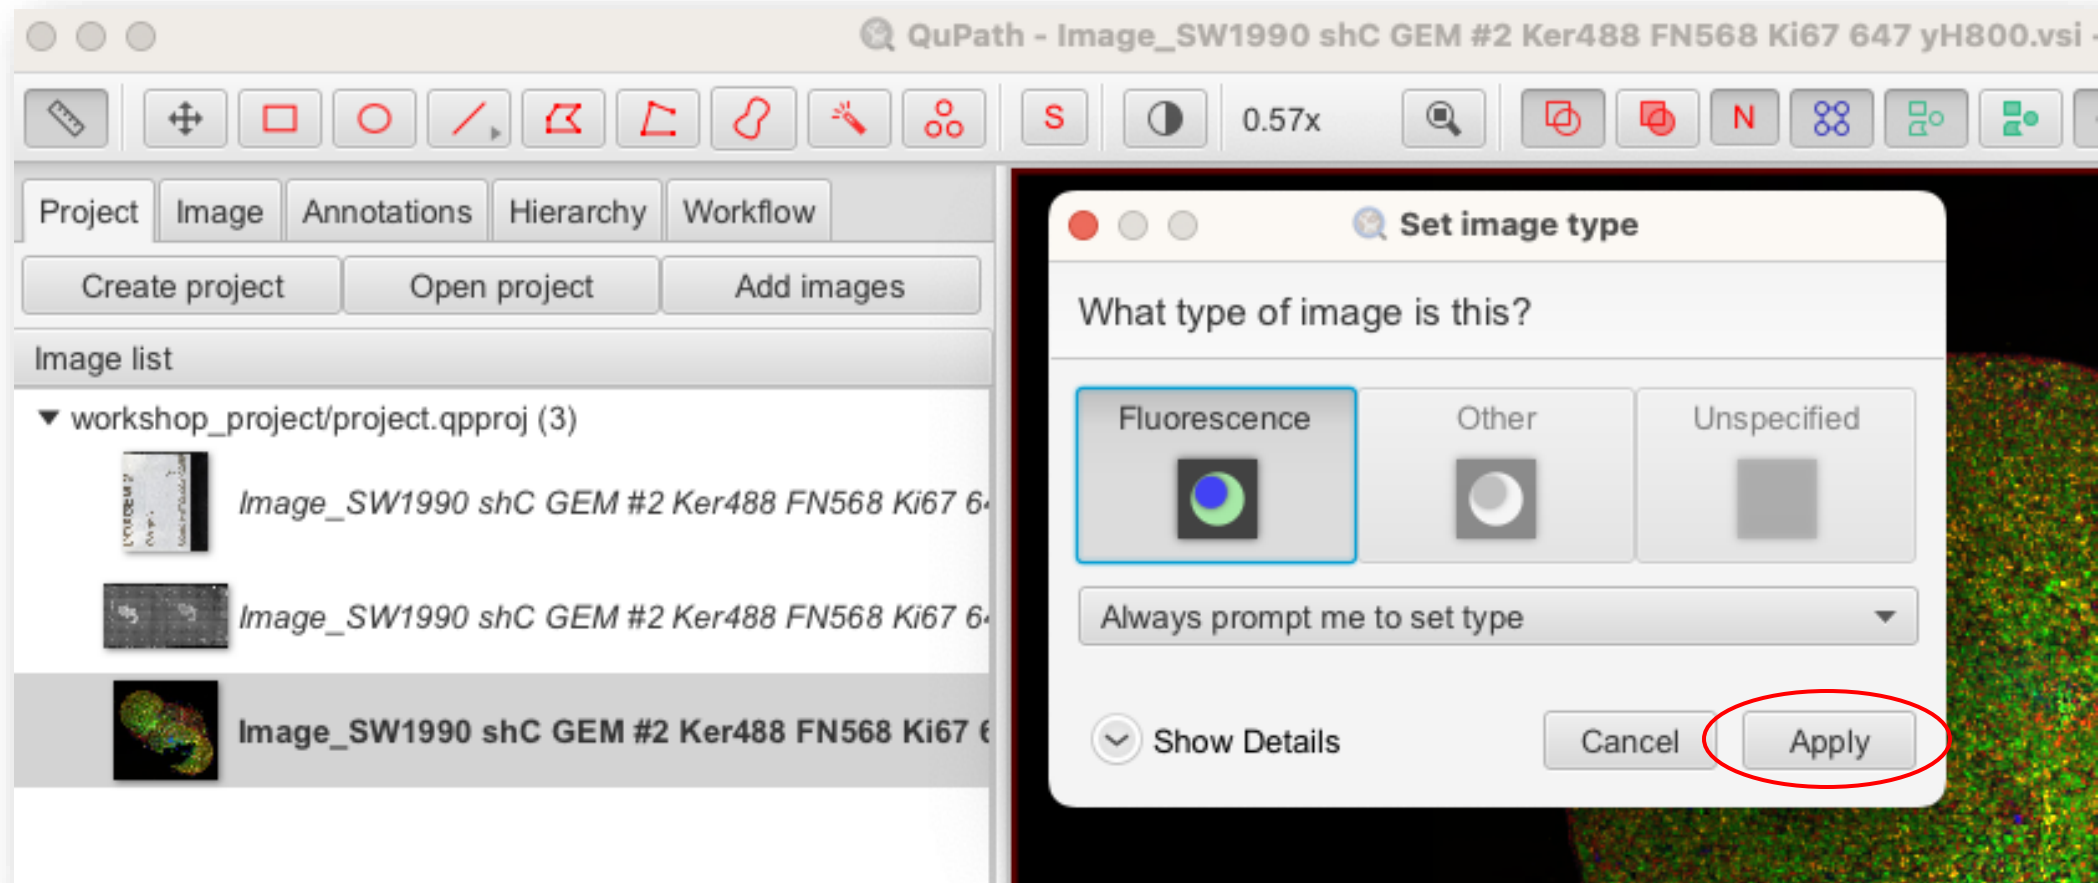 QuPath - Image_SW1990 shC GEM #2 Ker488 FN568 Ki67 647 yH800.vsi -
S
0.57x
N
Project
Image
Annotations
Hierarchy
Workflow
Create project
Open project
Add images
Image list
workshop_project/project.qpproj (3)
Image_SW1990 shC GEM #2 Ker488 FN568 Ki67 6
Image_SW1990 shC GEM #2 Ker488 FN568 Ki67 6
Image_SW1990 shC GEM #2 Ker488 FN568 Ki67 6
Set image type
What type of image is this?
Fluorescence
Other
Unspecified
Always prompt me to set type
Show Details
Cancel
Apply